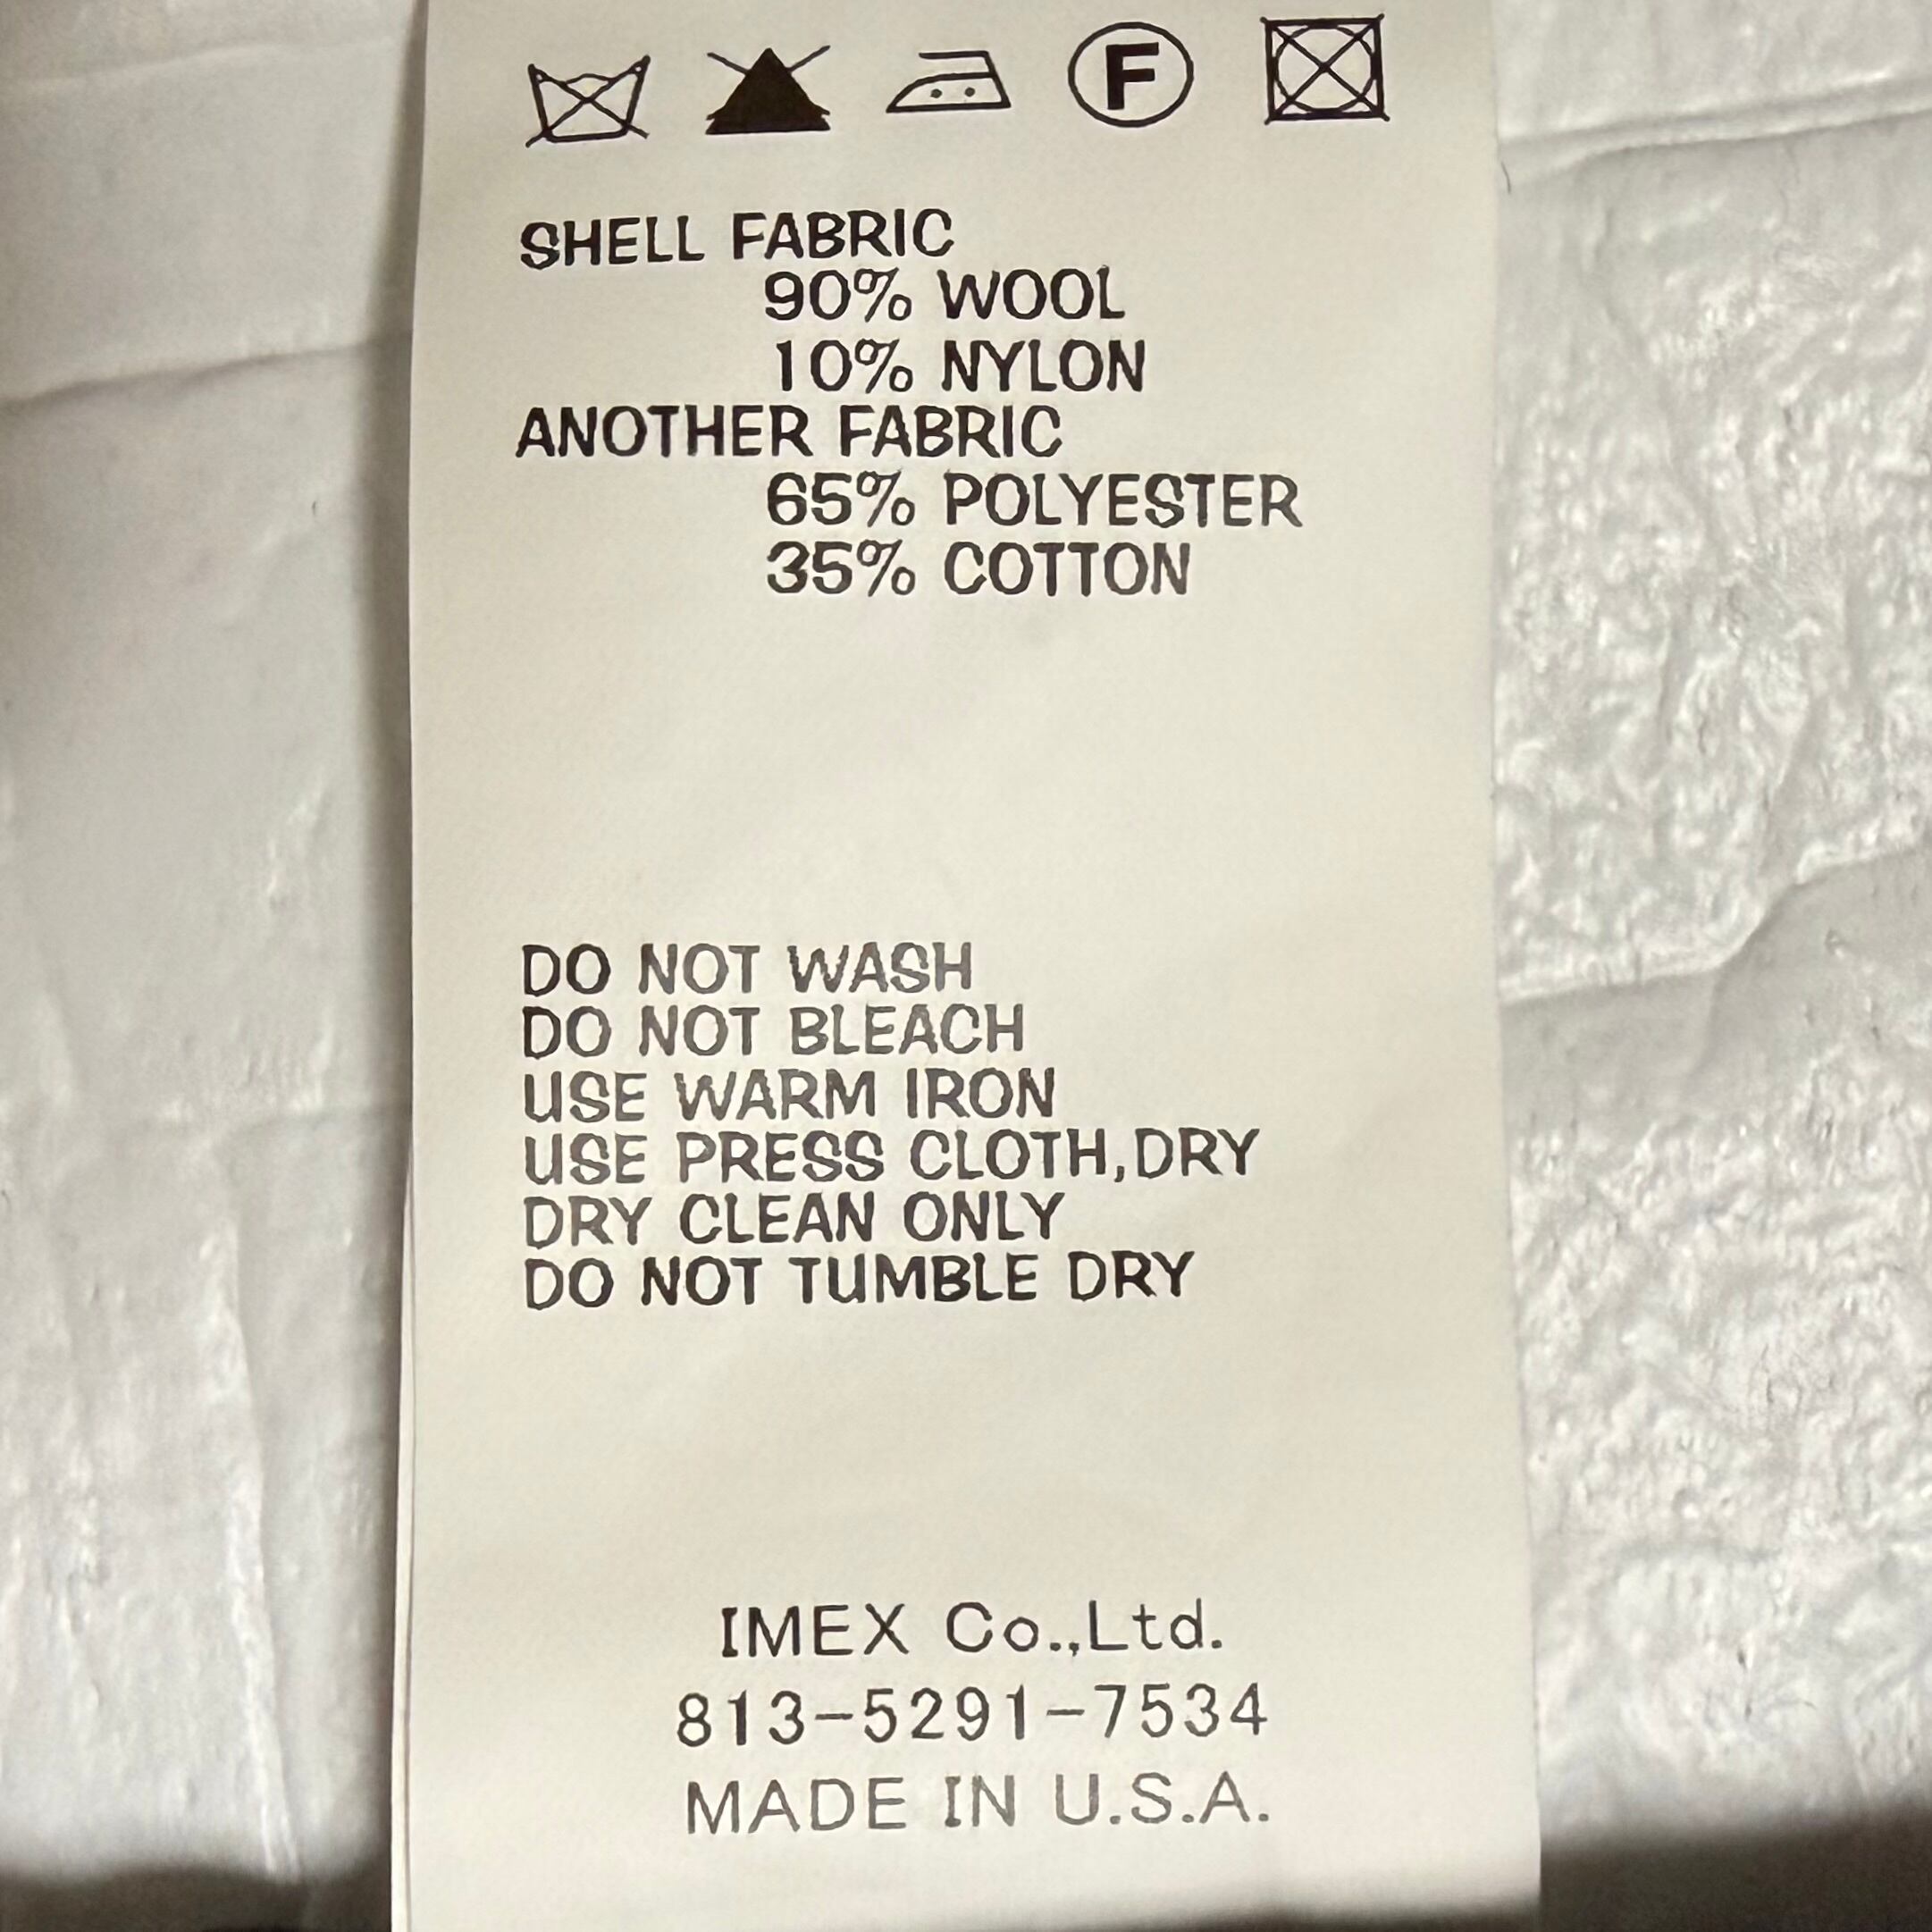 F
SHELL FABRIC
90% WOOL
10% NYLON
ANOTHER FABRIC
65% POLYESTER
35% COTTON
DO NOT WASH
DO NOT BLEACH
USE WARM IRON
USE PRESS CLOTH,DRY
DRY CLEAN ONLY
DO NOT TUMBLE DRY
IMEX Co.,Ltd.
813-5291-7534
MADE IN U.S.A.